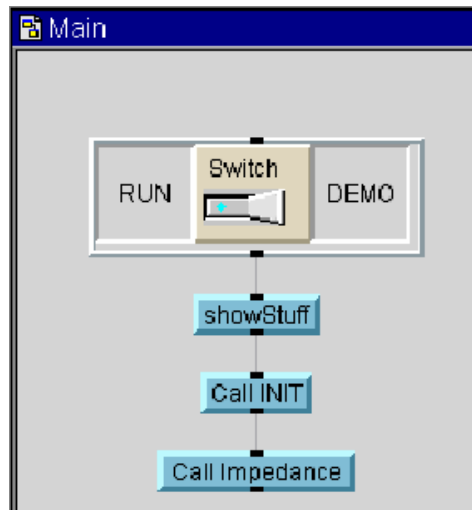 Main
Switch
RUN
DEMO
showStuff
Call INIT
Call Impedance